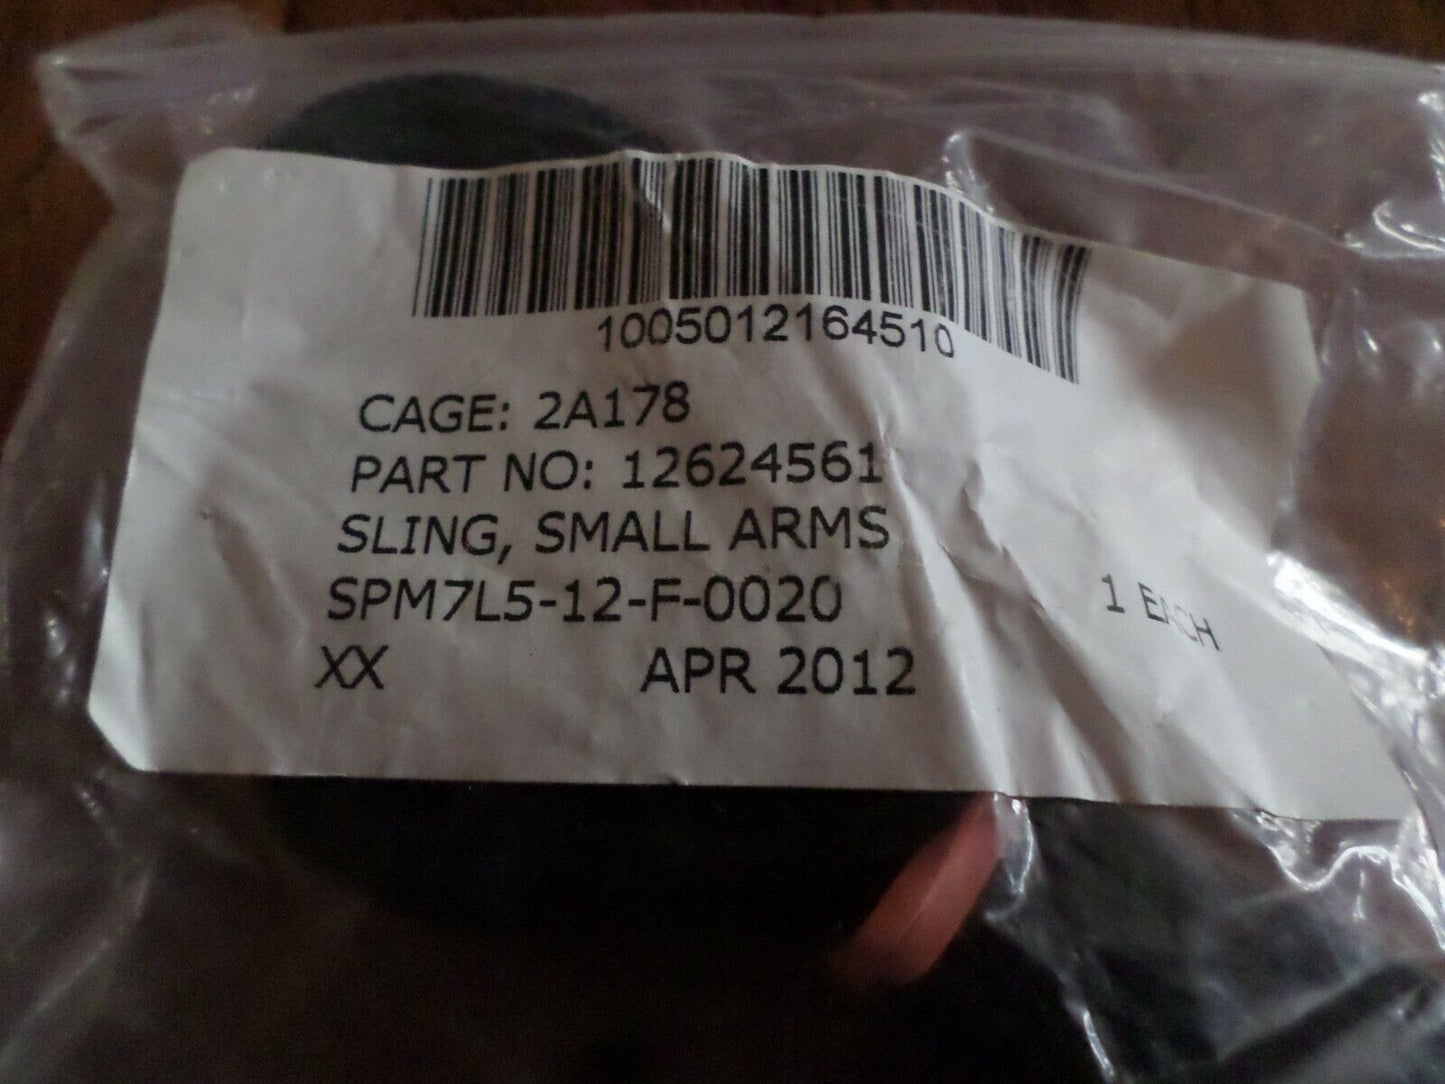 1005012164510
CAGE: 2A178
PART NO: 12624561
SLING, SMALL ARMS
SPM7L5-12-F-0020
1 EACH
XX APR 2012